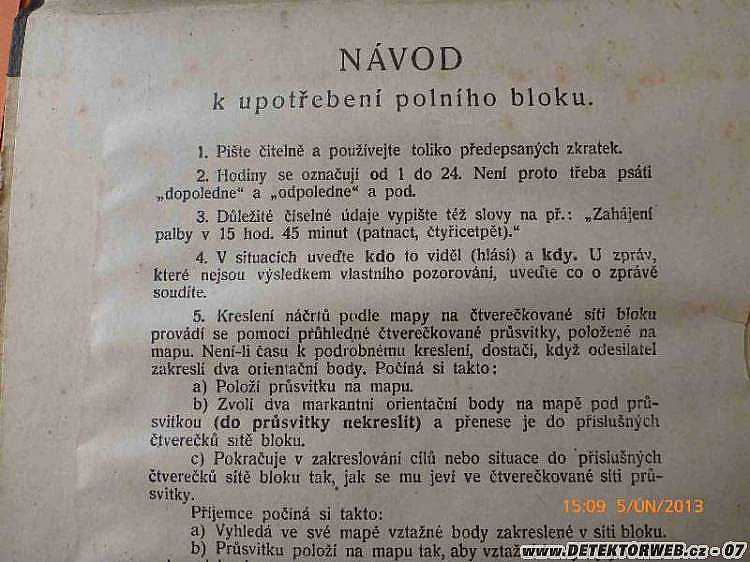 NÁVOD
k upotřebení polního bloku.
1. Pište čitelně a používejte toliko předepsaných zkratek.
2. Hodiny se označují od 1 do 24. Není proto třeba psáti
„dopoledne“ a „odpoledne“ a pod.
3. Důležité číselné údaje vypište též slovy na př.: „Zahájení
palby v 15 hod. 45 minut (patnact, čtyřicetpět).“
4. V situacích uveďte kdo to viděl (hlásí) a kdy. U zpráv,
které nejsou výsledkem vlastního pozorování, uveďte co o zprávě
soudíte.
5. Kreslení náčrtů podle mapy na čtverečkované síti bloku
provádí se pomocí průhledné čtverečkované průsvitky, položené na
mapu. Není-li času k podrobnému kreslení, dostačí, když odesilatel
zakreslí dva orientační body. Počíná si takto:
a) Položí průsvitku na mapu.
b) Zvolí dva markantní orientační body na mapě pod prů-
svitkou (do průsvitky nekreslit) a přenese je do příslušných
čtverečků sítě bloku.
c) Pokračuje v zakreslování cílů nebo situace do příslušných
čtverečků sítě bloku tak, jak se mu jeví ve čtverečkované síti prů-
svitky.
Příjemce počíná si takto:
a) Vyhledá ve své mapě vztažné body zakreslené v síti bloku.
b) Průsvitku položí na mapu tak, aby vztažné
15:09 5/ÚN/2013
www.DETEKTORWEB.cz - 07